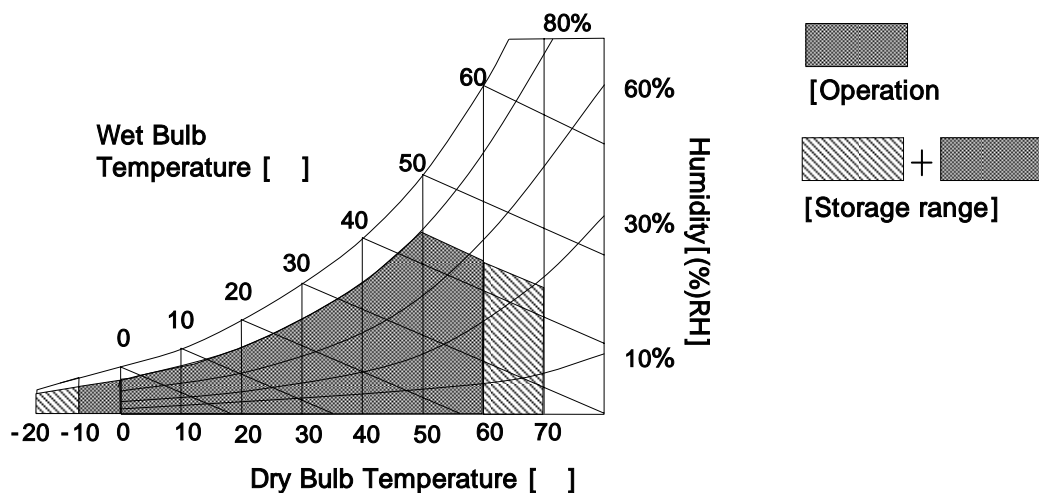 80%
60
60%
[Operation
Wet Bulb
Temperature [ ]
50
+
[Storage range]
40
30%
Humidity[(%)RH]
30
20
10
0
10%
-20 -10 0 10 20 30 40 50 60 70
Dry Bulb Temperature [ ]